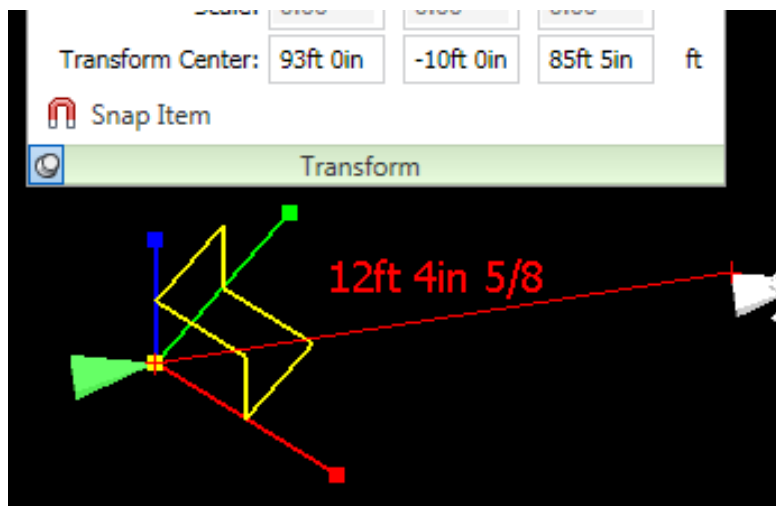 Transform Center: 93ft 0in -10ft 0in 85ft 5in ft
Snap Item
Transform
12ft 4in 5/8